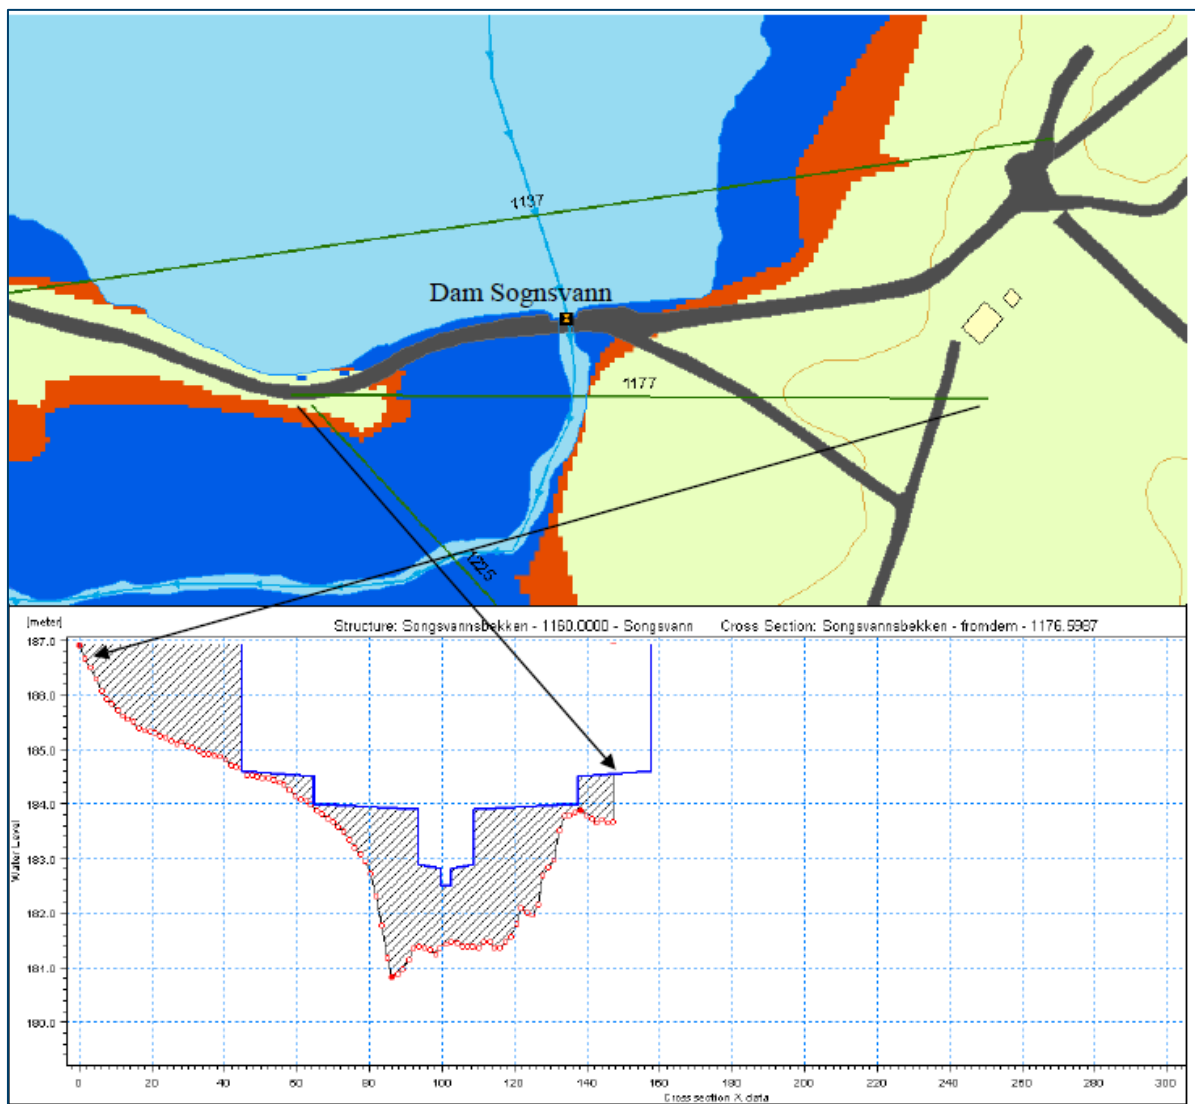 1137
Dam Sognsvann
1177
1225
[meter]
Structure: Songsvannsbekken - 1160.0000 - Songsvann Cross Section: Songsvannsbekken - fromdem - 1176.5987
187.0
186.0
185.0
184.0
183.0
182.0
181.0
180.0
Water Level
0 20 40 60 80 100 120 140 160 180 200 220 240 260 280 300
Cross section X data